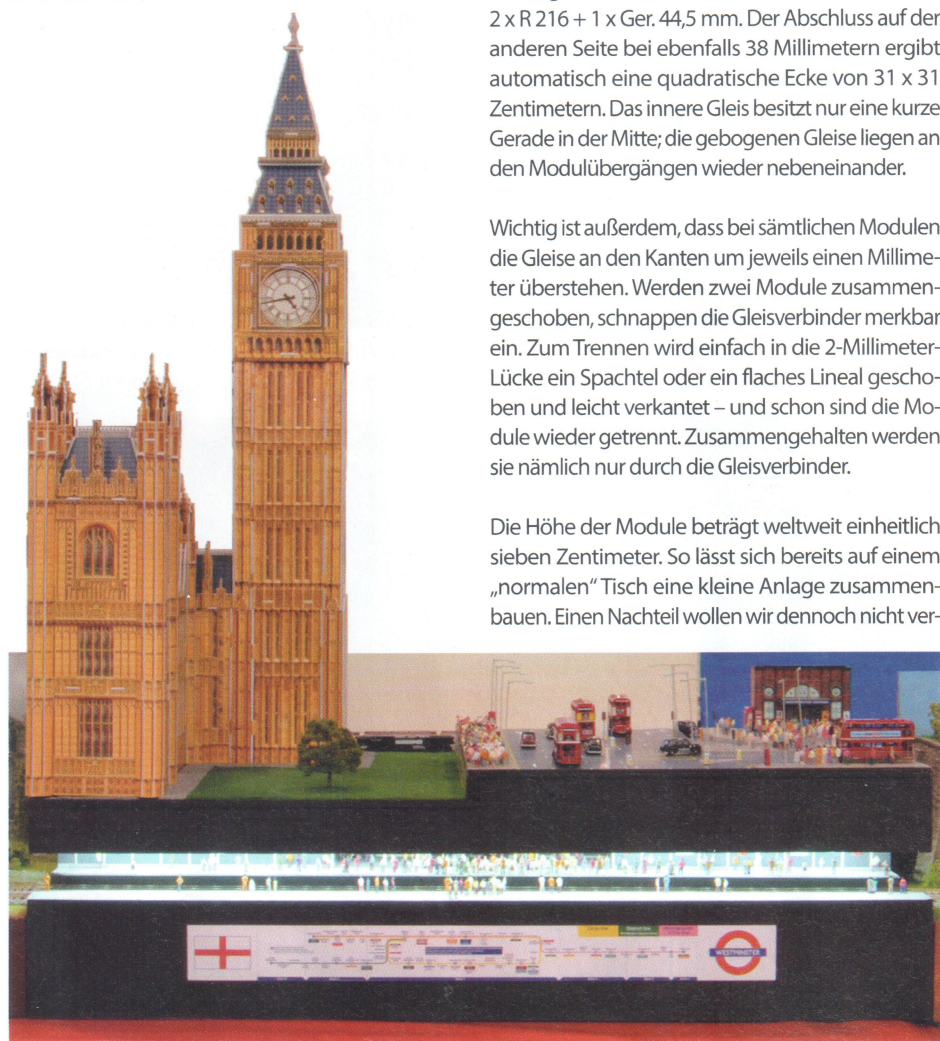 2 x R 216 + 1 x Ger. 44,5 mm. Der Abschluss auf der
anderen Seite bei ebenfalls 38 Millimetern ergibt
automatisch eine quadratische Ecke von 31 x 31
Zentimetern. Das innere Gleis besitzt nur eine kurze
Gerade in der Mitte; die gebogenen Gleise liegen an
den Modulübergängen wieder nebeneinander.
Wichtig ist außerdem, dass bei sämtlichen Modulen
die Gleise an den Kanten um jeweils einen Millime-
ter überstehen. Werden zwei Module zusammen-
geschoben, schnappen die Gleisverbinder merkbar
ein. Zum Trennen wird einfach in die 2-Millimeter-
Lücke ein Spachtel oder ein flaches Lineal gescho-
ben und leicht verkantet – und schon sind die Mo-
dule wieder getrennt. Zusammengehalten werden
sie nämlich nur durch die Gleisverbinder.
Die Höhe der Module beträgt weltweit einheitlich
sieben Zentimeter. So lässt sich bereits auf einem
„normalen“ Tisch eine kleine Anlage zusammen-
bauen. Einen Nachteil wollen wir dennoch nicht ver-
WESTMINSTER